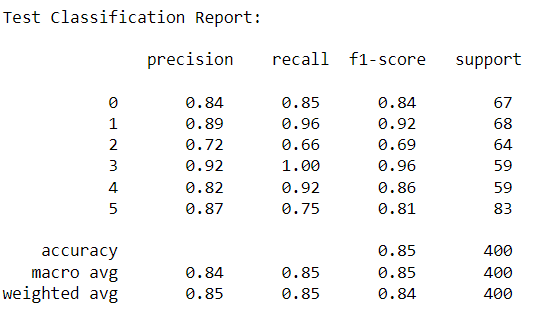 Test Classification Report:
precision recall f1-score support
0 0.84 0.85 0.84 67
1 0.89 0.96 0.92 68
2 0.72 0.66 0.69 64
3 0.92 1.00 0.96 59
4 0.82 0.92 0.86 59
5 0.87 0.75 0.81 83
accuracy 0.85 400
macro avg 0.84 0.85 0.85 400
weighted avg 0.85 0.85 0.84 400